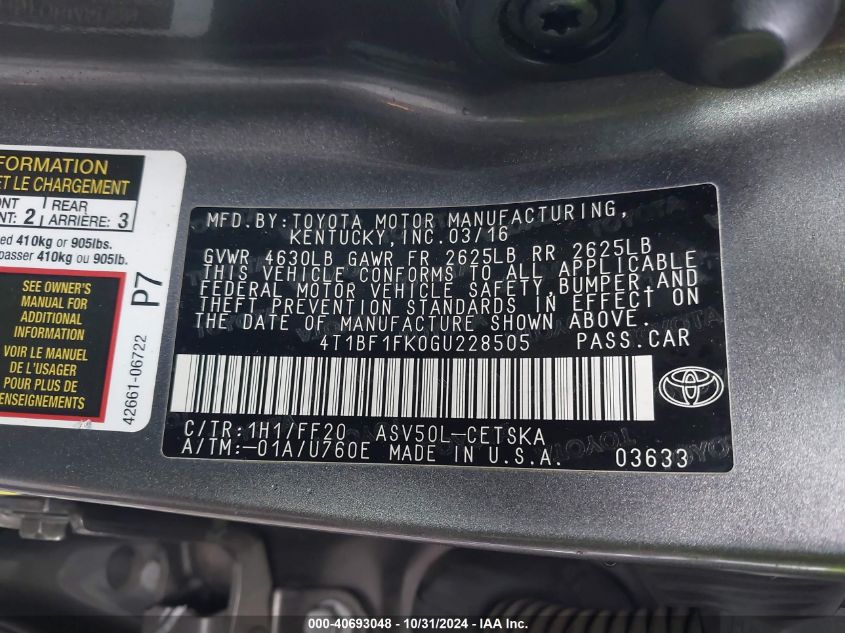 FORMATION
ET LE CHARGEMENT
ONT
NT: 2
REAR
ARRIÈRE: 3
ed 410kg or 905lbs.
passer 410kg ou 905lb.
SEE OWNER'S
MANUAL FOR
ADDITIONAL
INFORMATION
VOIR LE MANUEL
DE L'USAGER
POUR PLUS DE
RENSEIGNEMENTS
P7
42661-06722
MFD.BY:TOYOTA MOTOR MANUFACTURING,
KENTUCKY,INC.03/16
GVWR 4630LB GAWR FR 2625LB RR 2625LB
THIS VEHICLE CONFORMS TO ALL APPLICABLE
FEDERAL MOTOR VEHICLE SAFETY,BUMPER,AND
THEFT PREVENTION STANDARDS IN EFFECT ON
THE DATE OF MANUFACTURE SHOWN ABOVE.
4T1BF1FK0GU228505 PASS.CAR
C/TR:1H1/FF20 ASV50L-CETSKA
A/TM:-01A/U760E MADE IN U.S.A. 03633
000-40693048 - 10/31/2024 - IAA Inc.